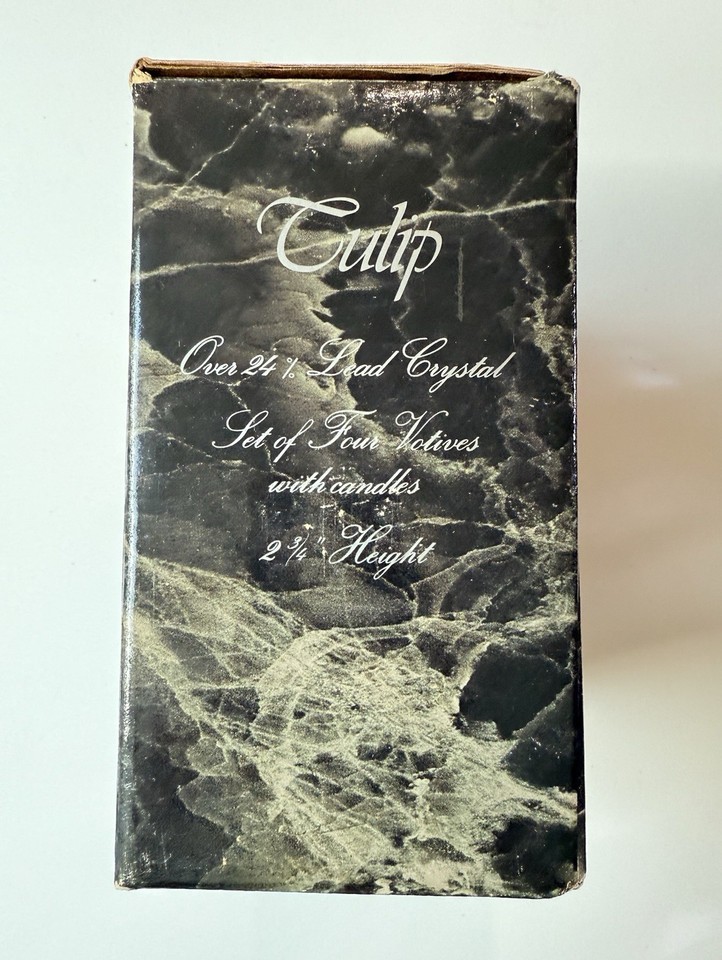 Tulip
Over 24% Lead Crystal
Set of Four Votives
with candles
2 3/4" Height